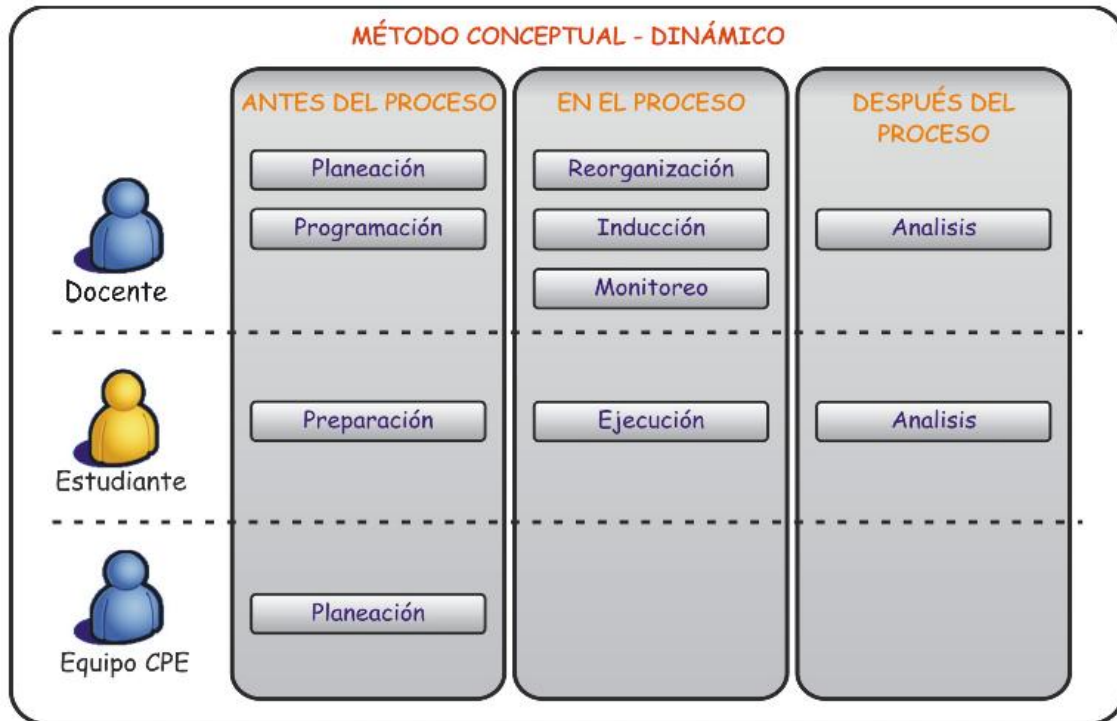 MÉTODO CONCEPTUAL - DINÁMICO
ANTES DEL PROCESO
EN EL PROCESO
DESPUÉS DEL
PROCESO
Docente
Planeación
Programación
Reorganización
Inducción
Monitoreo
Analisis
Estudiante
Preparación
Ejecución
Analisis
Equipo CPE
Planeación